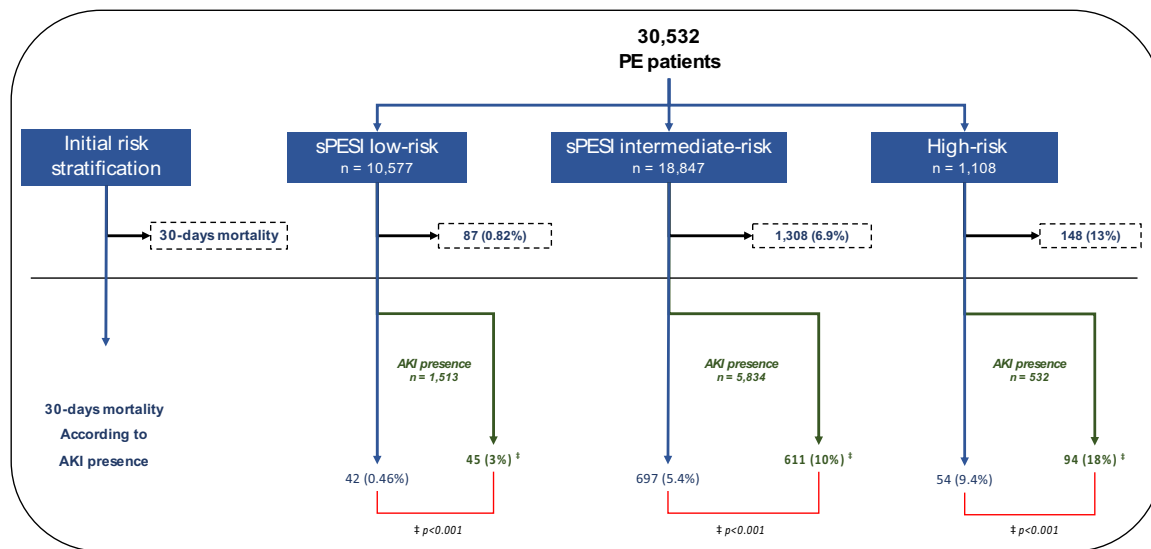 30,532
PE patients
Initial risk
stratification
sPESI low-risk
n = 10,577
sPESI intermediate-risk
n = 18,847
High-risk
n = 1,108
30-days mortality
87 (0.82%)
1,308 (6.9%)
148 (13%)
AKI presence
n = 1,513
AKI presence
n = 5,834
AKI presence
n = 532
30-days mortality
According to
AKI presence
42 (0.46%)
45 (3%) ‡
697 (5.4%)
611 (10%) ‡
54 (9.4%)
94 (18%) ‡
‡ p<0.001
‡ p<0.001
‡ p<0.001